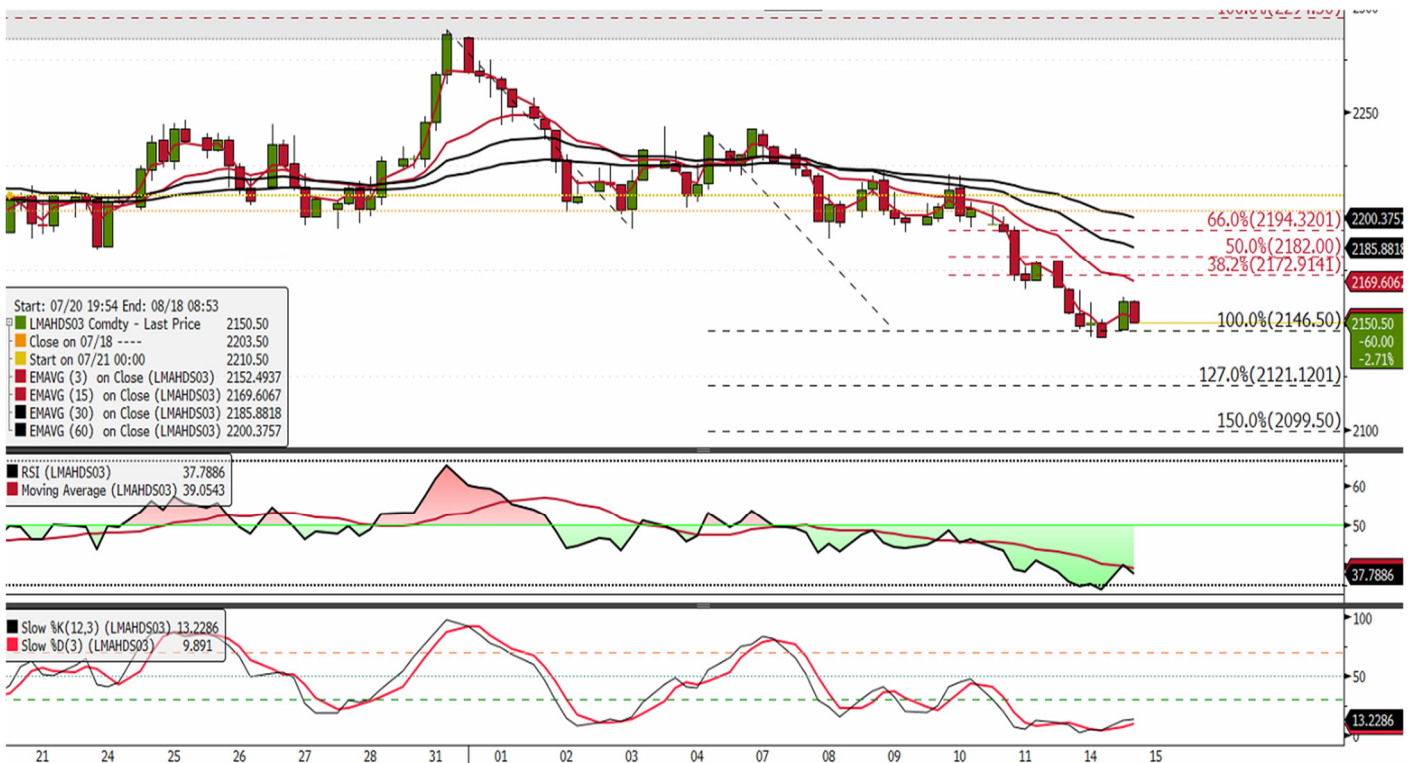 100.0%(2294.50)
2250
66.0%(2194.3201)
2200.3757
50.0%(2182.00)
2185.8818
38.2%(2172.9141)
2169.6067
Start: 07/20 19:54 End: 08/18 08:53
LMAHDS03 Comdty - Last Price 2150.50
Close on 07/18 ---- 2203.50
Start on 07/21 00:00 2210.50
EMAVG (3) on Close (LMAHDS03) 2152.4937
EMAVG (15) on Close (LMAHDS03) 2169.6067
EMAVG (30) on Close (LMAHDS03) 2185.8818
EMAVG (60) on Close (LMAHDS03) 2200.3757
100.0%(2146.50)
2150.50
-60.00
-2.71%
127.0%(2121.1201)
150.0%(2099.50)
2100
RSI (LMAHDS03) 37.7886
Moving Average (LMAHDS03) 39.0543
60
50
37.7886
Slow %K(12,3) (LMAHDS03) 13.2286
Slow %D(3) (LMAHDS03) 9.891
100
50
13.2286
0
21 24 25 26 27 28 31 01 02 03 04 07 08 09 10 11 14 15